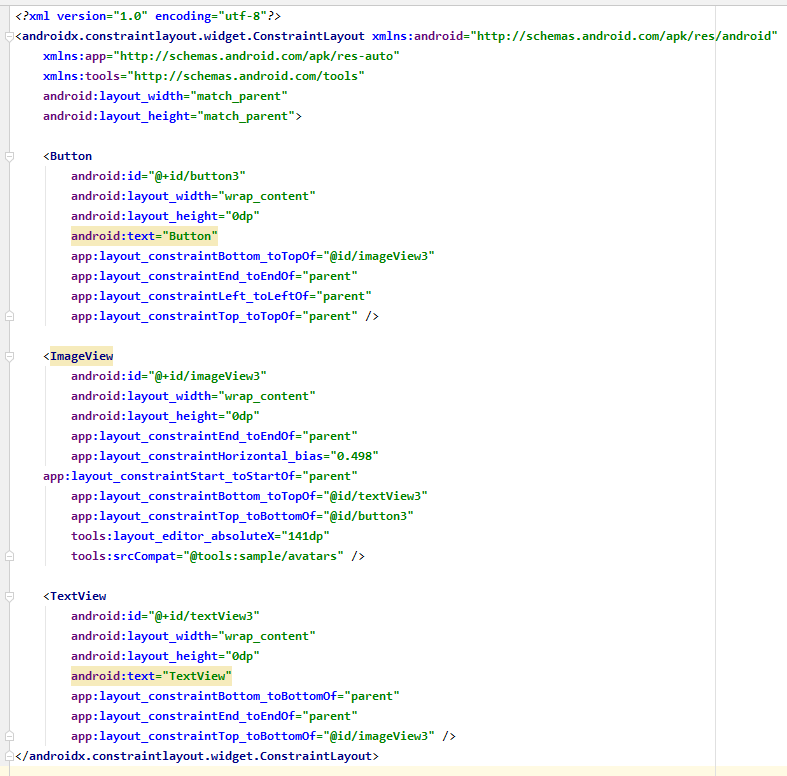 <?xml version="1.0" encoding="utf-8"?>
<androidx.constraintlayout.widget.ConstraintLayout xmlns:android="http://schemas.android.com/apk/res/android"
    xmlns:app="http://schemas.android.com/apk/res-auto"
    xmlns:tools="http://schemas.android.com/tools"
    android:layout_width="match_parent"
    android:layout_height="match_parent">

    <Button
        android:id="@+id/button3"
        android:layout_width="wrap_content"
        android:layout_height="0dp"
        android:text="Button"
        app:layout_constraintBottom_toTopOf="@id/imageView3"
        app:layout_constraintEnd_toEndOf="parent"
        app:layout_constraintLeft_toLeftOf="parent"
        app:layout_constraintTop_toTopOf="parent" />

    <ImageView
        android:id="@+id/imageView3"
        android:layout_width="wrap_content"
        android:layout_height="0dp"
        app:layout_constraintEnd_toEndOf="parent"
        app:layout_constraintHorizontal_bias="0.498"
    app:layout_constraintStart_toStartOf="parent"
        app:layout_constraintBottom_toTopOf="@id/textView3"
        app:layout_constraintTop_toBottomOf="@id/button3"
        tools:layout_editor_absoluteX="141dp"
        tools:srcCompat="@tools:sample/avatars" />

    <TextView
        android:id="@+id/textView3"
        android:layout_width="wrap_content"
        android:layout_height="0dp"
        android:text="TextView"
        app:layout_constraintBottom_toBottomOf="parent"
        app:layout_constraintEnd_toEndOf="parent"
        app:layout_constraintTop_toBottomOf="@id/imageView3" />
</androidx.constraintlayout.widget.ConstraintLayout>